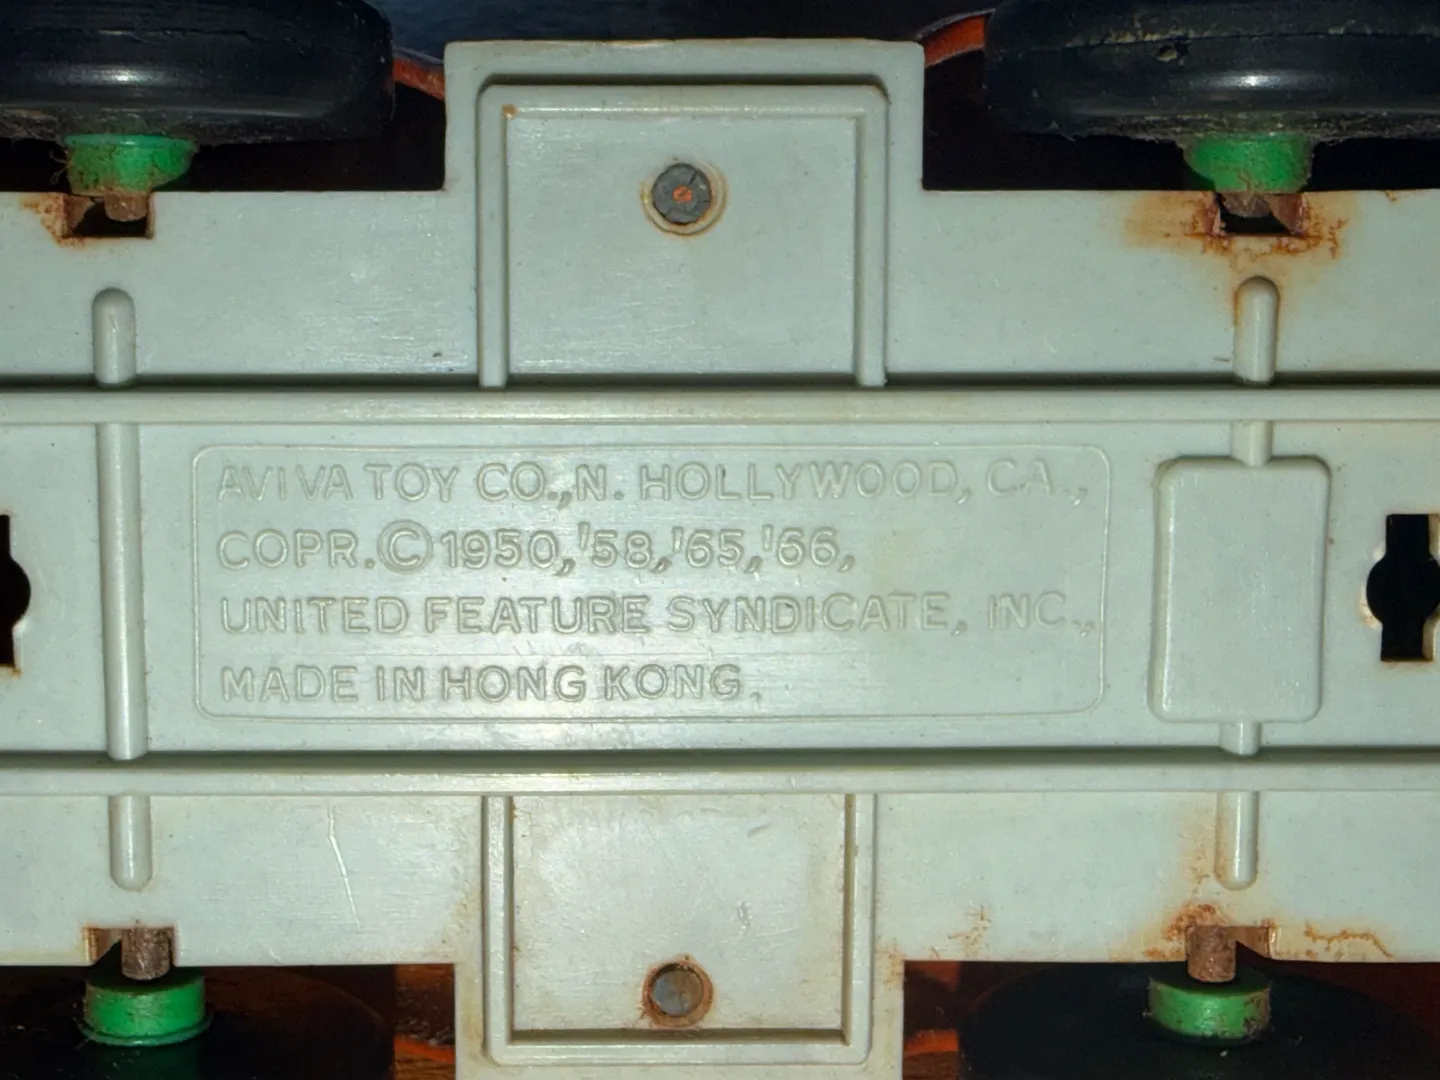 AVIVA TOY CO., N. HOLLYWOOD, CA.,
COPR. ©1950, '58, '65, '66,
UNITED FEATURE SYNDICATE, INC.,
MADE IN HONG KONG.